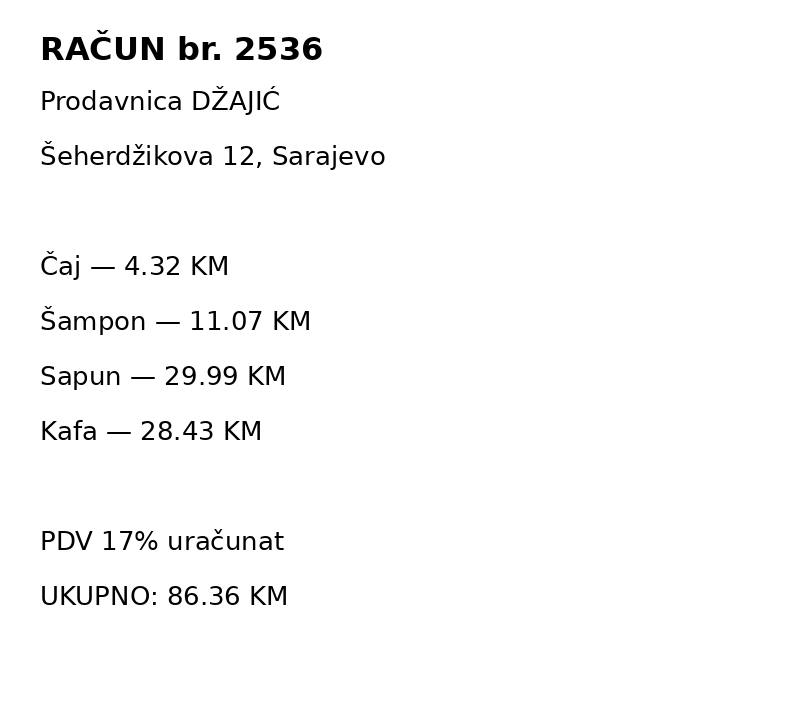 RAČUN br. 2536
Prodavnica DŽAJIĆ
Šeherdžikova 12, Sarajevo
Čaj — 4.32 KM
Šampon — 11.07 KM
Sapun — 29.99 KM
Kafa — 28.43 KM
PDV 17% uračunat
UKUPNO: 86.36 KM